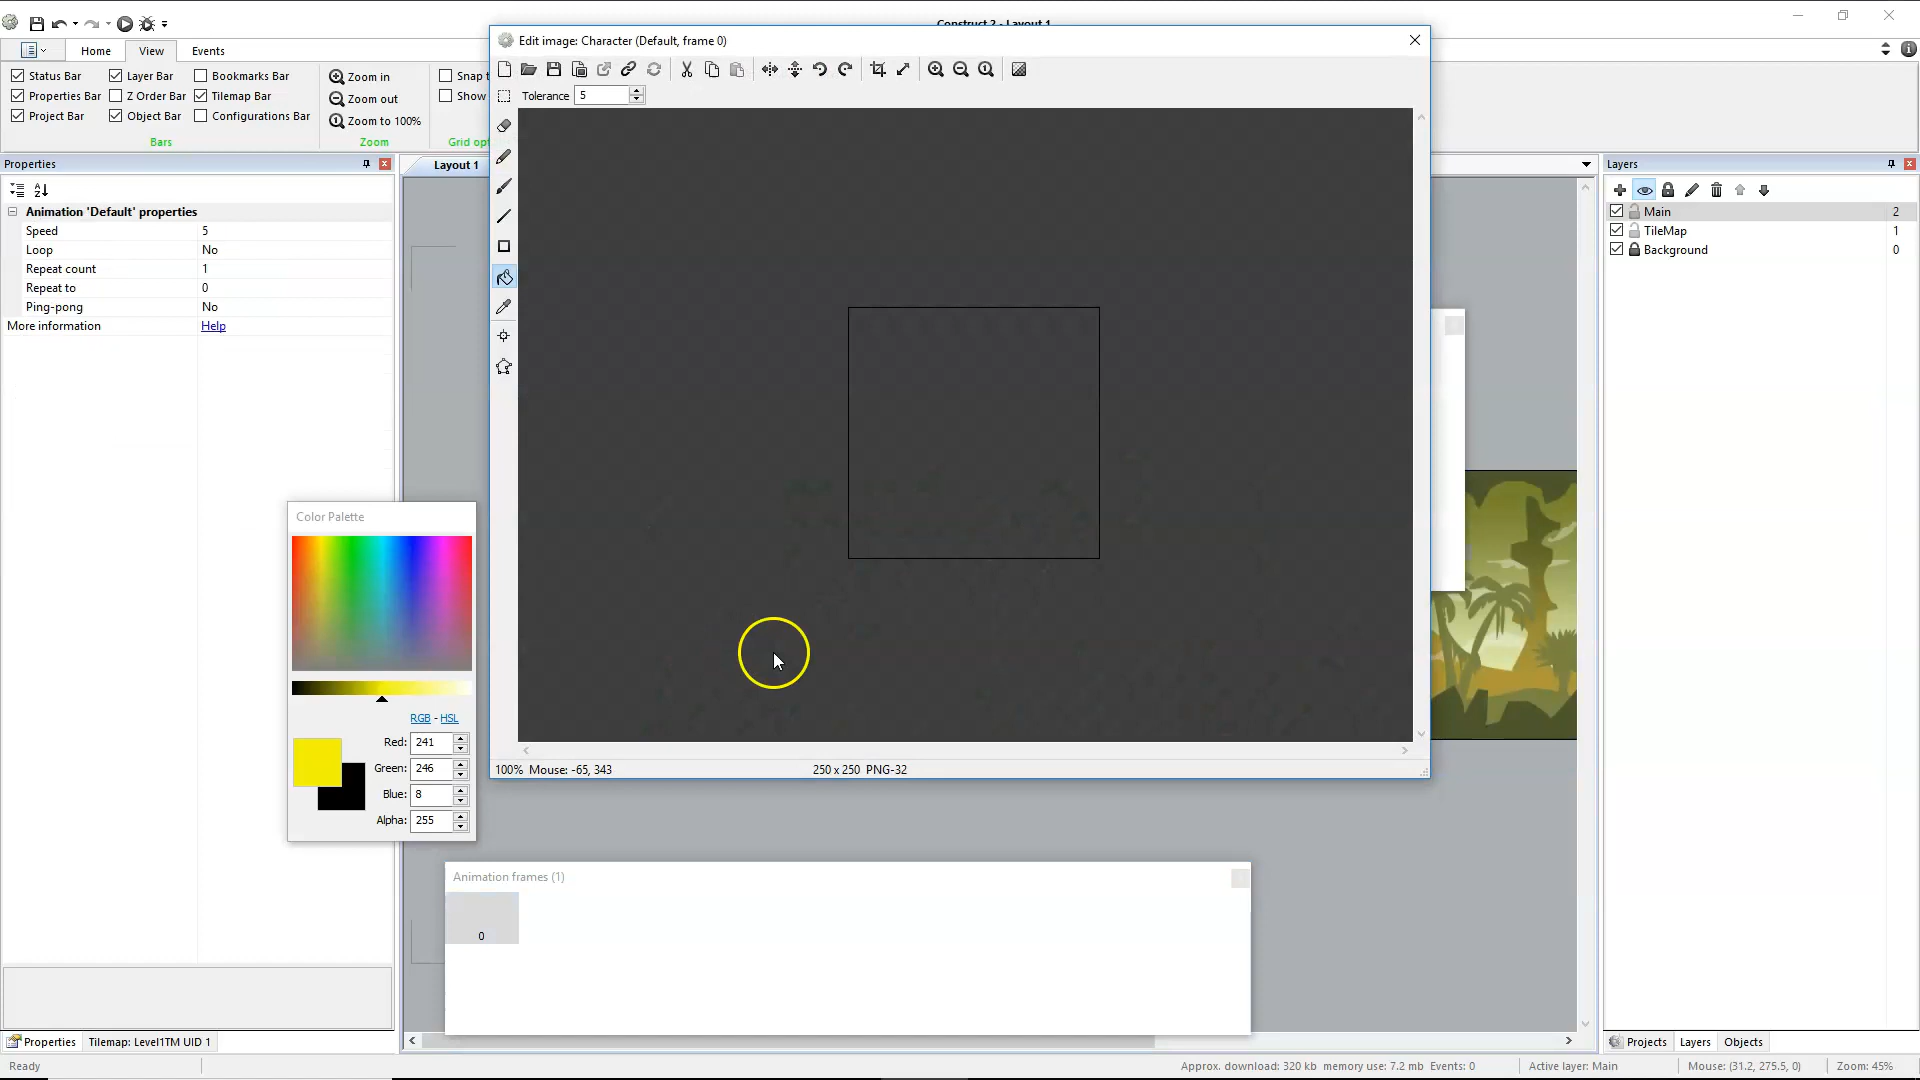 Construct 2 - Layout 1
Home
View
Events
Status Bar
Layer Bar
Bookmarks Bar
Properties Bar
Z Order Bar
Tilemap Bar
Project Bar
Object Bar
Configurations Bar
Bars
Zoom in
Zoom out
Zoom to 100%
Zoom
Snap t
Show
Grid opt
Edit image: Character (Default, frame 0)
Tolerance
5
Properties
Animation 'Default' properties
Speed 5
Loop No
Repeat count 1
Repeat to 0
Ping-pong No
More information Help
Layout 1
Color Palette
RGB - HSL
Red: 241
Green: 246
Blue: 8
Alpha: 255
100% Mouse: -65, 343
250 x 250 PNG-32
Animation frames (1)
0
Layers
Main 2
TileMap 1
Background 0
Properties
Tilemap: Level1TM UID 1
Projects
Layers
Objects
Ready
Approx. download: 320 kb memory use: 7.2 mb Events: 0
Active layer: Main
Mouse: (31.2, 275.5, 0)
Zoom: 45%